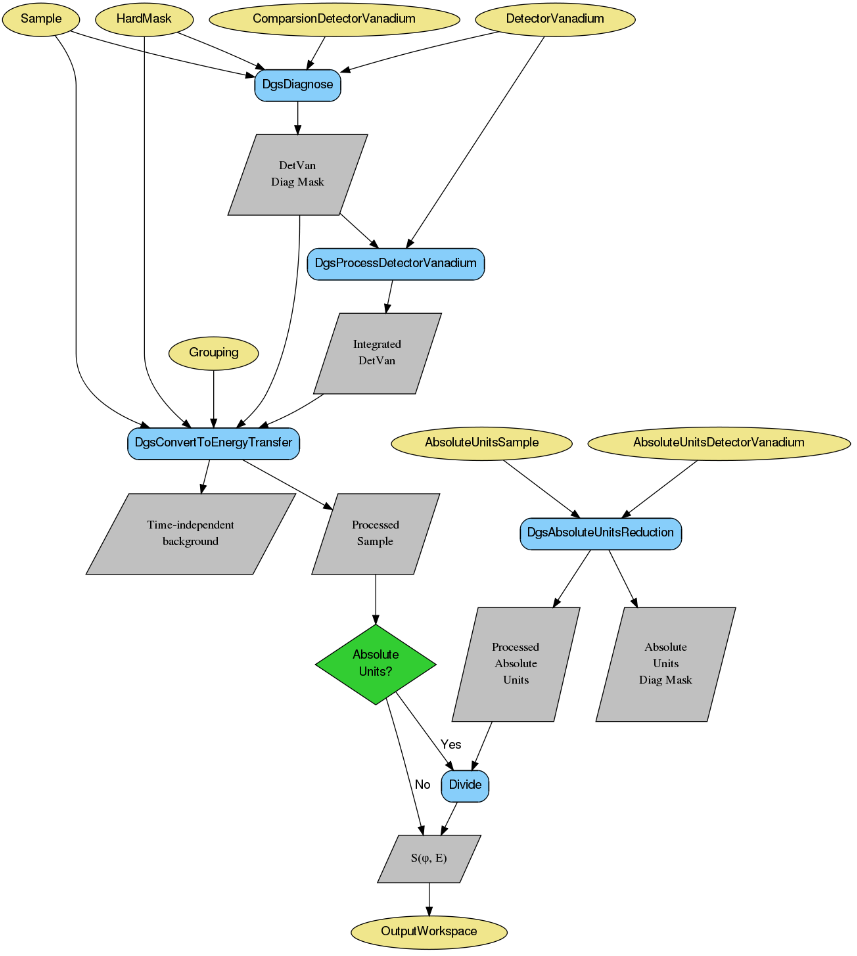 Sample
HardMask
ComparsionDetectorVanadium
DetectorVanadium
DgsDiagnose
DetVan
Diag Mask
DgsProcessDetectorVanadium
Integrated
DetVan
Grouping
DgsConvertToEnergyTransfer
AbsoluteUnitsSample
AbsoluteUnitsDetectorVanadium
Time-independent
background
Processed
Sample
DgsAbsoluteUnitsReduction
Absolute
Units?
Processed
Absolute
Units
Absolute
Units
Diag Mask
Yes
No
Divide
S(φ, E)
OutputWorkspace